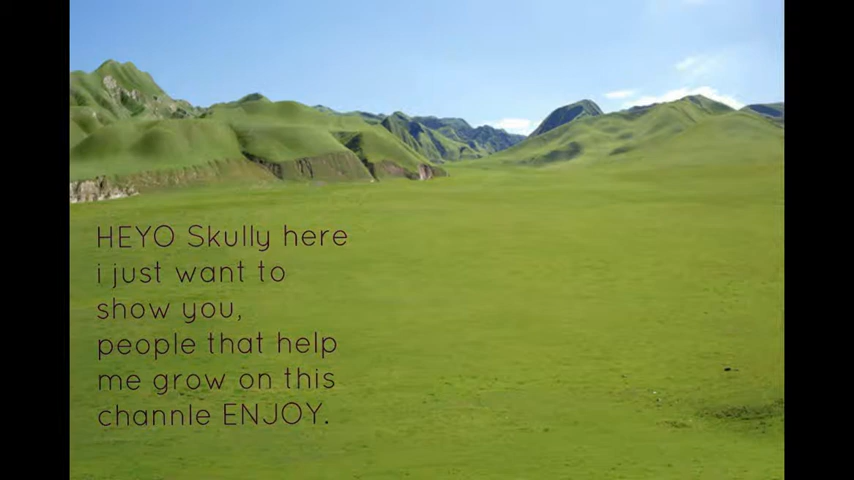 HEYO Skully here
i just want to
show you,
people that help
me grow on this
channle ENJOY.